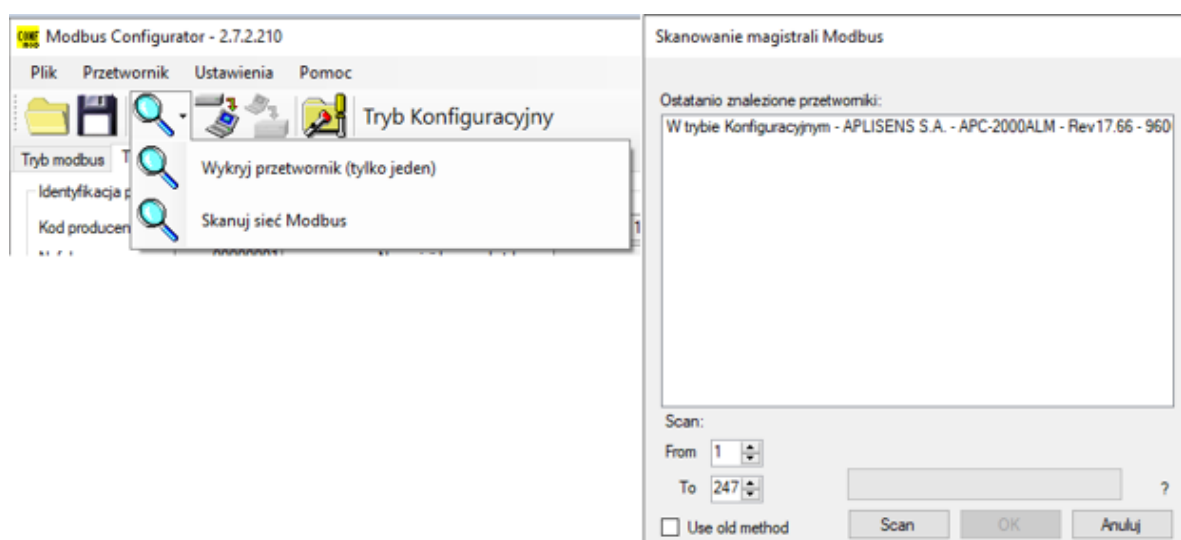 Modbus Configurator - 2.7.2.210
Plik Przetwornik Ustawienia Pomoc
Tryb Konfiguracyjny
Tryb modbus T
Wykryj przetwornik (tylko jeden)
Identyfikacja p
Skanuj sieć Modbus
Kod producen
Skanowanie magistrali Modbus
Ostatanio znalezione przetworniki:
W trybie Konfiguracyjnym - APLISENS S.A. - APC-2000ALM - Rev17.66 - 960
Scan:
From 1
To 247
?
Use old method
Scan OK Anuluj